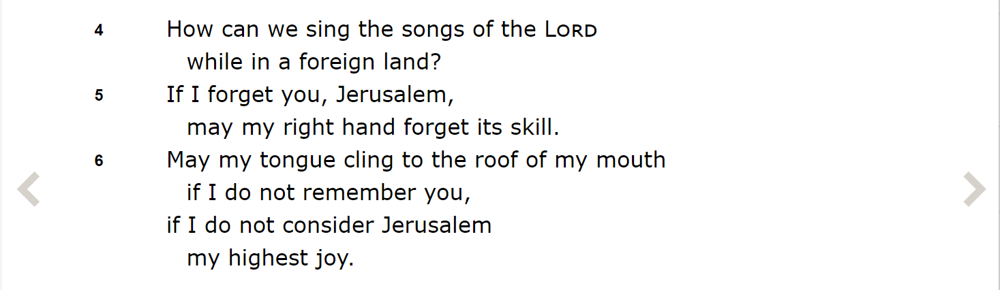 4 How can we sing the songs of the LORD
while in a foreign land?
5 If I forget you, Jerusalem,
may my right hand forget its skill.
6 May my tongue cling to the roof of my mouth
if I do not remember you,
if I do not consider Jerusalem
my highest joy.